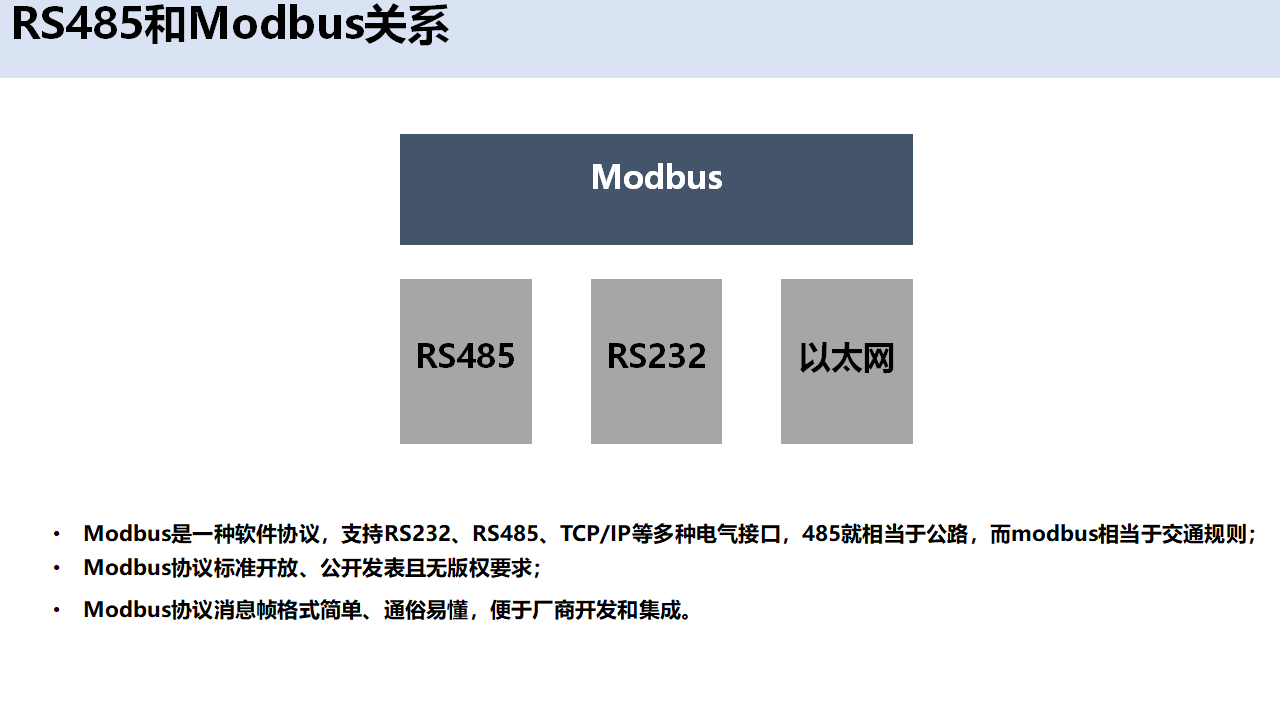 RS485和Modbus关系
Modbus
RS485
RS232
以太网
• Modbus是一种软件协议，支持RS232、RS485、TCP/IP等多种电气接口，485就相当于公路，而modbus相当于交通规则；
• Modbus协议标准开放、公开发表且无版权要求；
• Modbus协议消息帧格式简单、通俗易懂，便于厂商开发和集成。